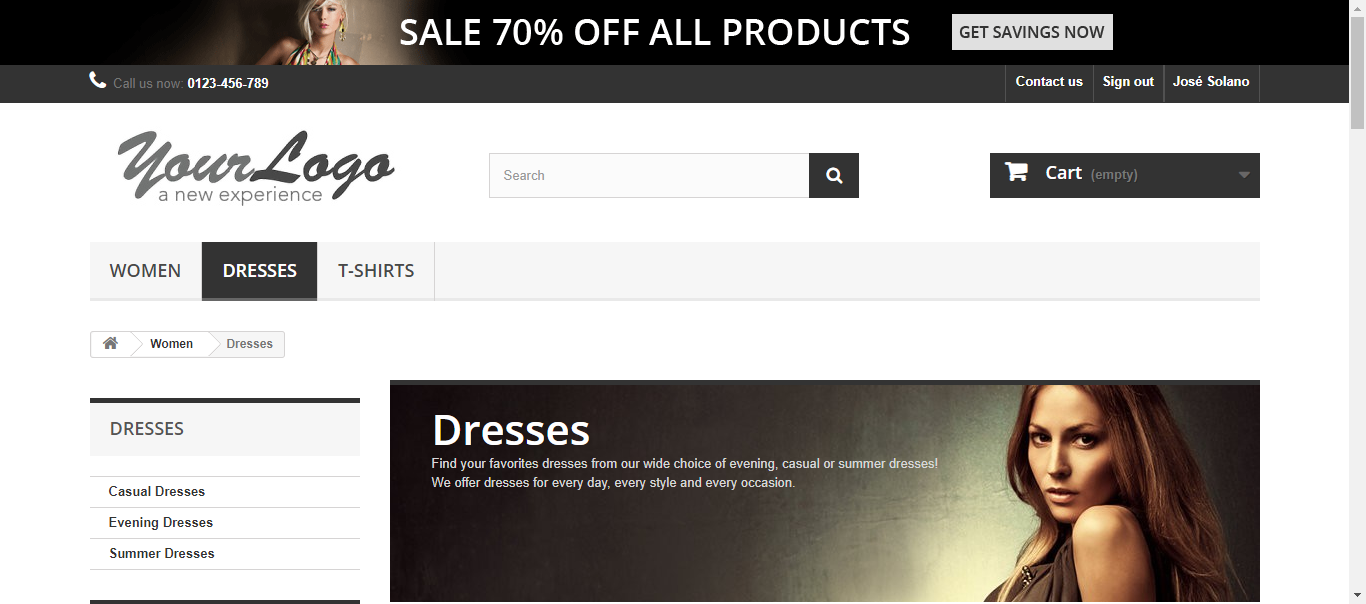 SALE 70% OFF ALL PRODUCTS GET SAVINGS NOW
Call us now: 0123-456-789 Contact us Sign out José Solano
YourLogo
a new experience
Search Cart (empty)
WOMEN DRESSES T-SHIRTS
Women Dresses
DRESSES
Casual Dresses
Evening Dresses
Summer Dresses
Dresses
Find your favorites dresses from our wide choice of evening, casual or summer dresses!
We offer dresses for every day, every style and every occasion.